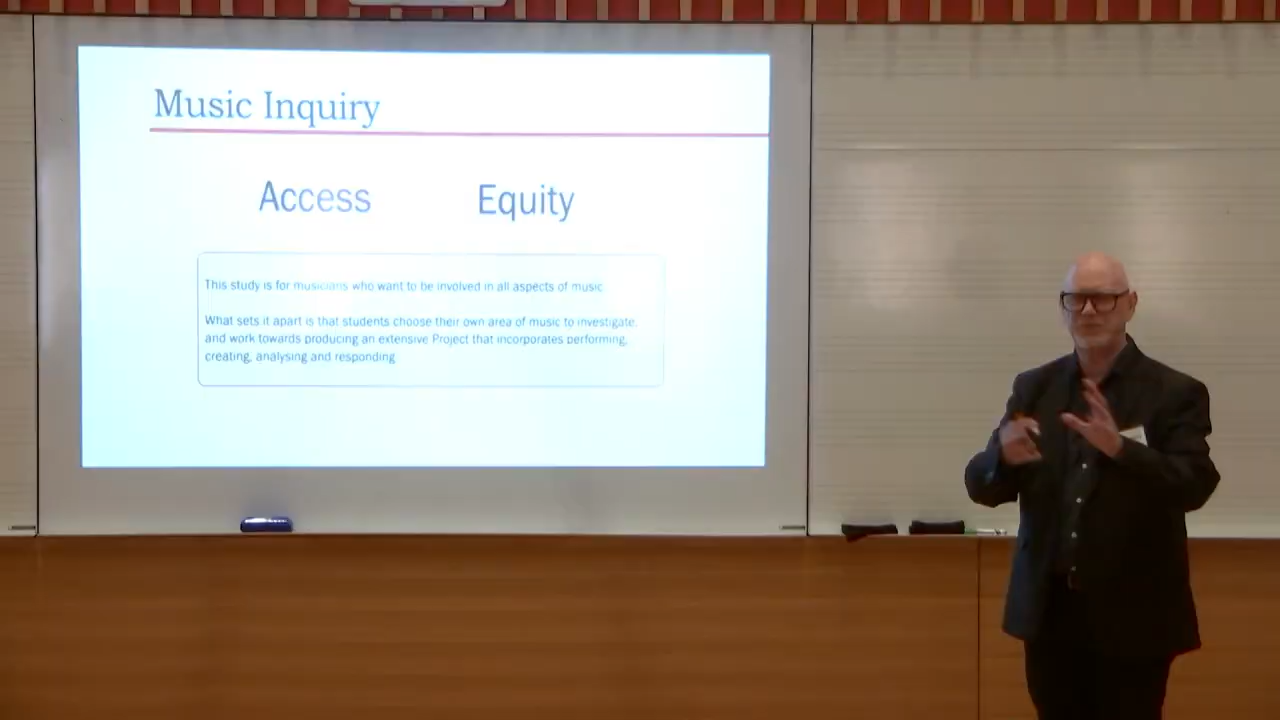 Music Inquiry
Access Equity
This study is for musicians who want to be involved in all aspects of music
What sets it apart is that students choose their own area of music to investigate,
and work towards producing an extensive Project that incorporates performing,
creating, analysing and responding